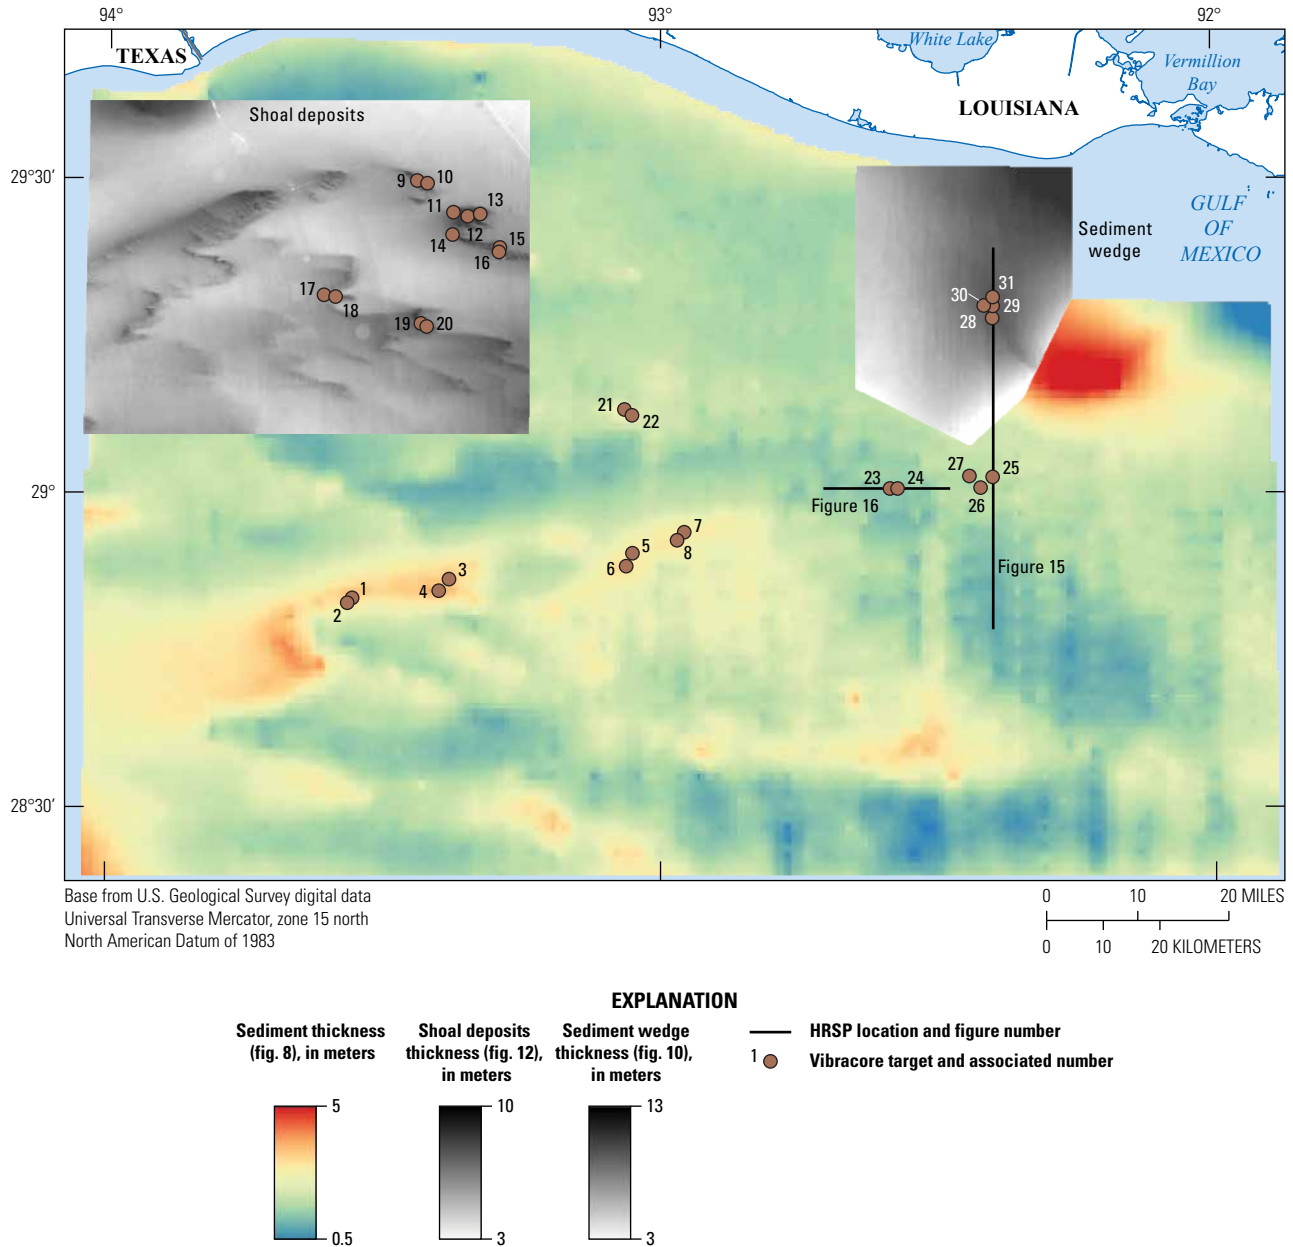 94°
93°
92°
TEXAS
White Lake
Vermillion
Bay
LOUISIANA
Shoal deposits
29°30′
GULF
OF
MEXICO
Sediment
wedge
9
10
11
13
12
14
15
16
17
18
19
20
31
30
29
28
21
22
29°
27
25
23
24
26
Figure 16
7
5
8
6
Figure 15
3
4
1
2
28°30′
Base from U.S. Geological Survey digital data
Universal Transverse Mercator, zone 15 north
North American Datum of 1983
0
10
20 MILES
0
10
20 KILOMETERS
EXPLANATION
Sediment thickness
(fig. 8), in meters
5
0.5
Shoal deposits
thickness (fig. 12),
in meters
10
3
Sediment wedge
thickness (fig. 10),
in meters
13
3
HRSP location and figure number
1
Vibracore target and associated number